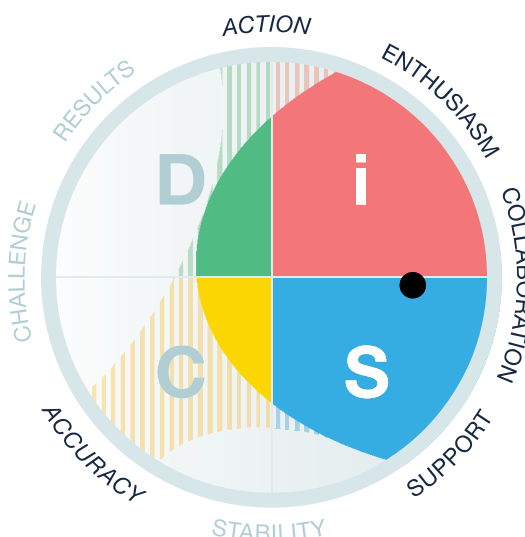 ACTION
ENTHUSIASM
COLLABORATION
SUPPORT
STABILITY
ACCURACY
CHALLENGE
RESULTS
D
i
C
S